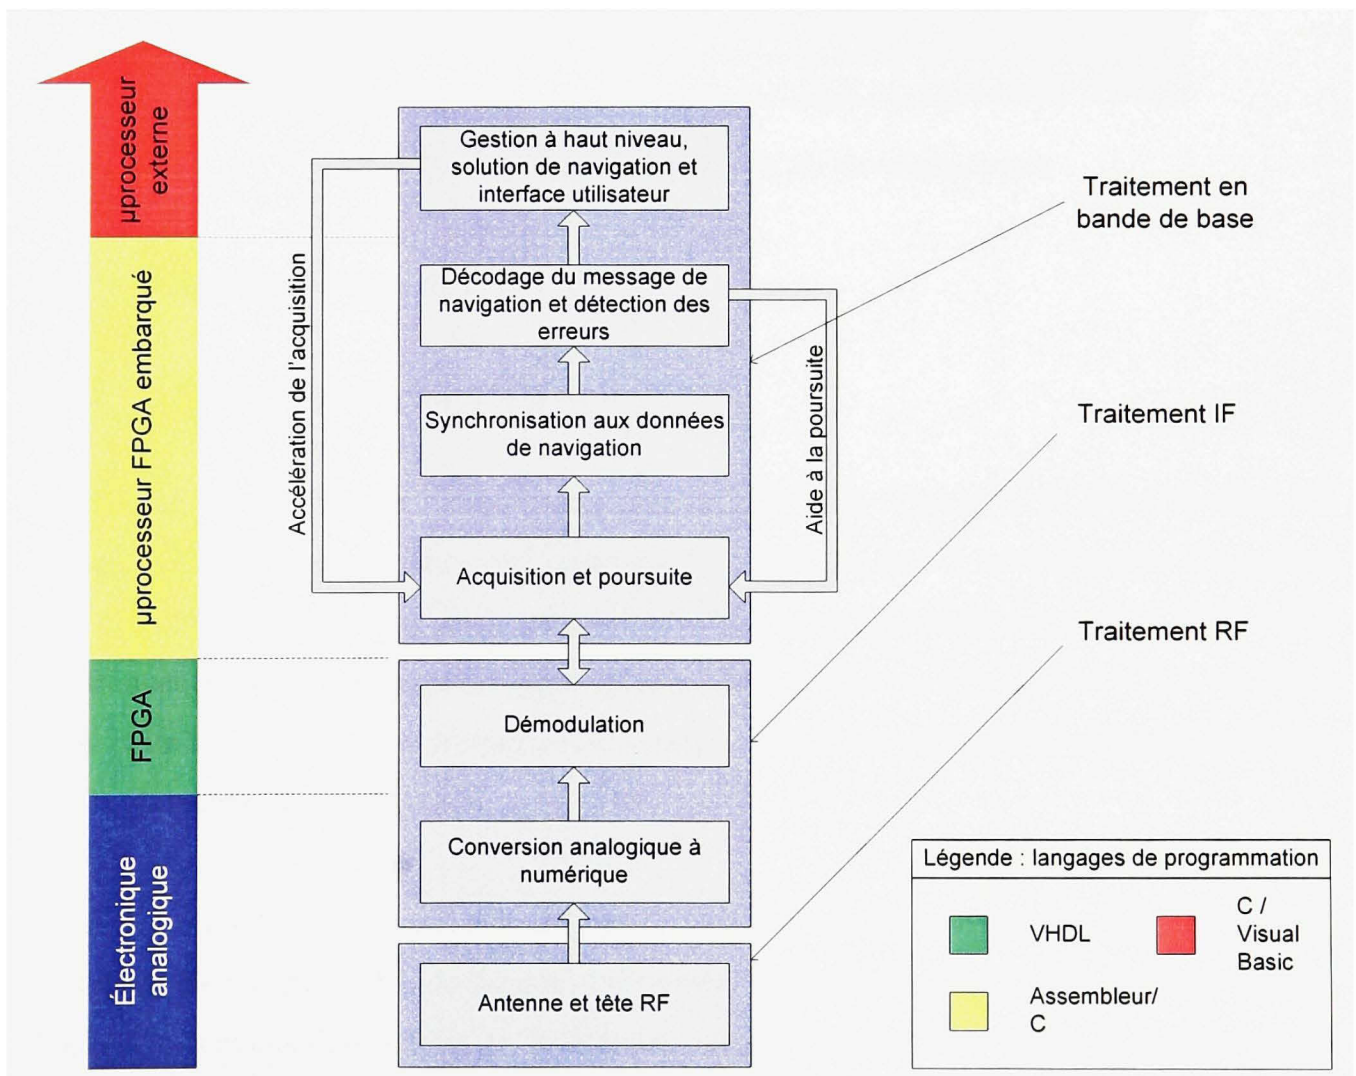 µprocesseur
externe
µprocesseur FPGA embarqué
FPGA
Électronique
analogique
Accélération de l'acquisition
Gestion à haut niveau,
solution de navigation et
interface utilisateur
Décodage du message de
navigation et détection des
erreurs
Synchronisation aux données
de navigation
Acquisition et poursuite
Démodulation
Conversion analogique à
numérique
Antenne et tête RF
Aide à la poursuite
Traitement en
bande de base
Traitement IF
Traitement RF
Légende : langages de programmation
VHDL
C /
Visual
Basic
Assembleur/
C